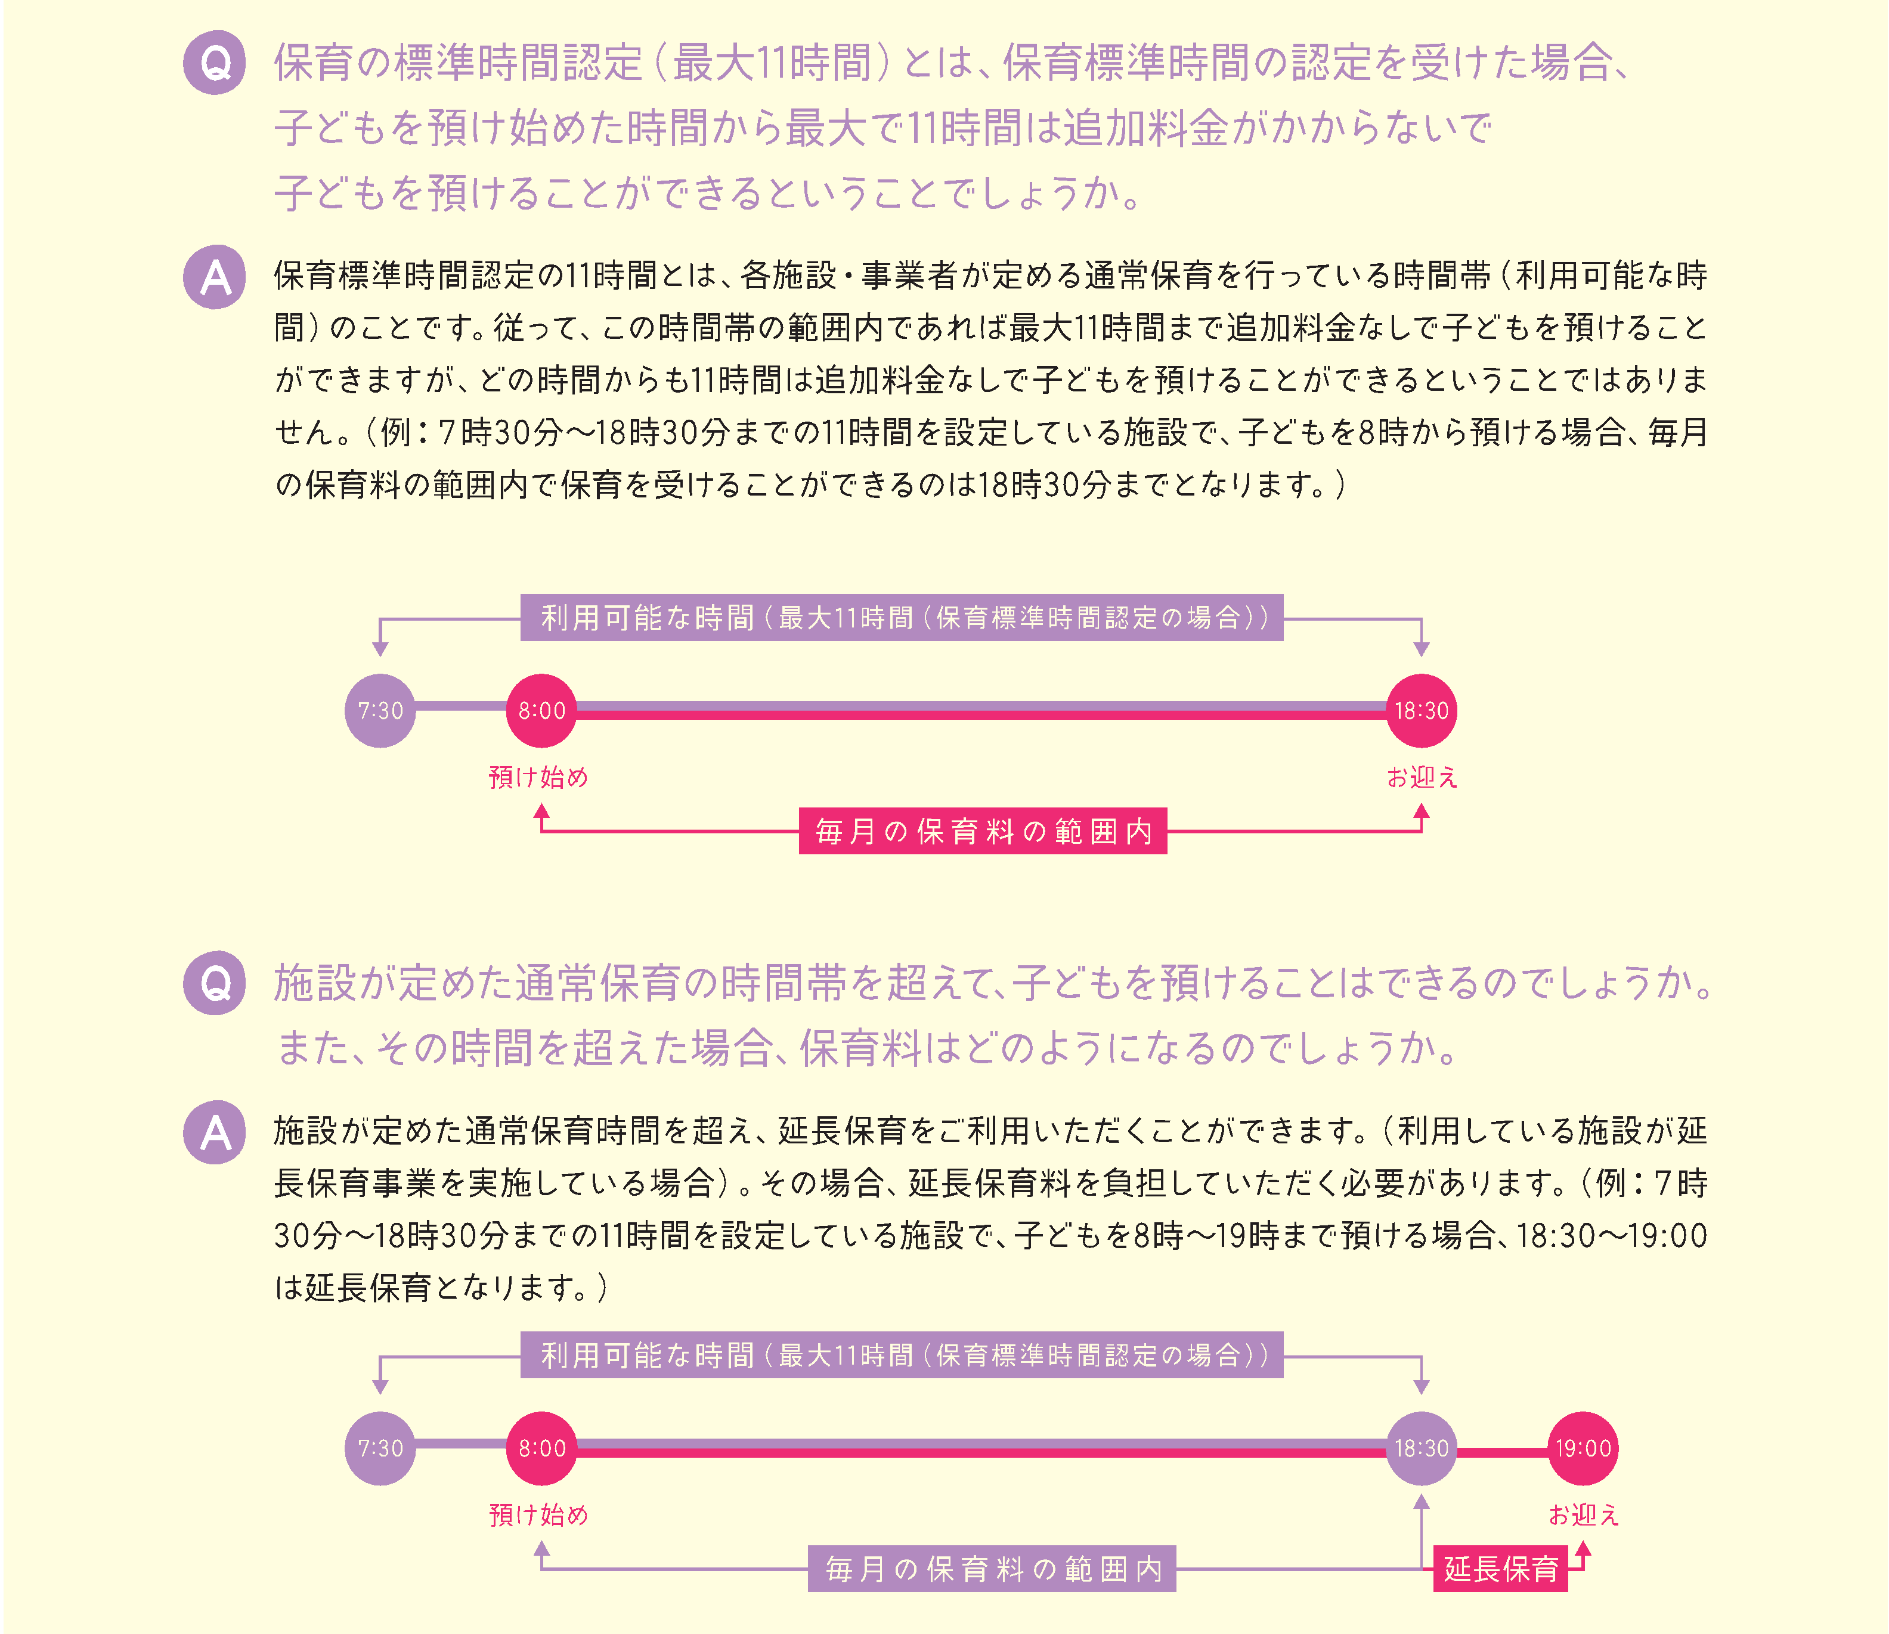 Q 保育の標準時間認定（最大11時間）とは、保育標準時間の認定を受けた場合、
子どもを預け始めた時間から最大で11時間は追加料金がかからないで
子どもを預けることができるということでしょうか。
A 保育標準時間認定の11時間とは、各施設・事業者が定める通常保育を行っている時間帯（利用可能な時
間）のことです。従って、この時間帯の範囲内であれば最大11時間まで追加料金なしで子どもを預けること
ができますが、どの時間からも11時間は追加料金なしで子どもを預けることができるということではありま
せん。（例：7時30分～18時30分までの11時間を設定している施設で、子どもを8時から預ける場合、毎月
の保育料の範囲内で保育を受けることができるのは18時30分までとなります。）
利用可能な時間（最大11時間（保育標準時間認定の場合））
7:30 8:00 18:30
預け始め お迎え
毎月の保育料の範囲内
Q 施設が定めた通常保育の時間帯を超えて、子どもを預けることはできるのでしょうか。
また、その時間を超えた場合、保育料はどのようになるのでしょうか。
A 施設が定めた通常保育時間を超え、延長保育をご利用いただくことができます。（利用している施設が延
長保育事業を実施している場合）。その場合、延長保育料を負担していただく必要があります。（例：7時
30分～18時30分までの11時間を設定している施設で、子どもを8時～19時まで預ける場合、18:30～19:00
は延長保育となります。）
利用可能な時間（最大11時間（保育標準時間認定の場合））
7:30 8:00 18:30 19:00
預け始め お迎え
毎月の保育料の範囲内 延長保育